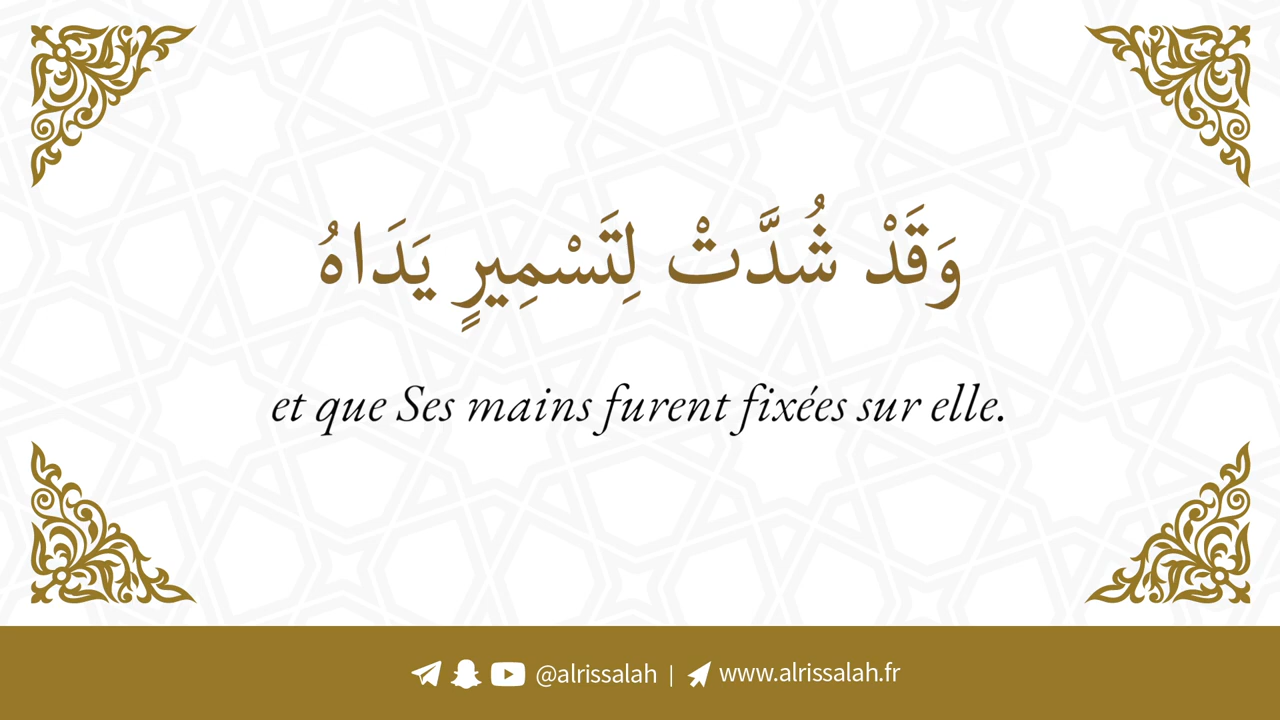 وَقَدْ شُدَّتْ لِتَسْمِيرٍ يَدَاهُ
et que Ses mains furent fixées sur elle.
@alrissalah | www.alrissalah.fr